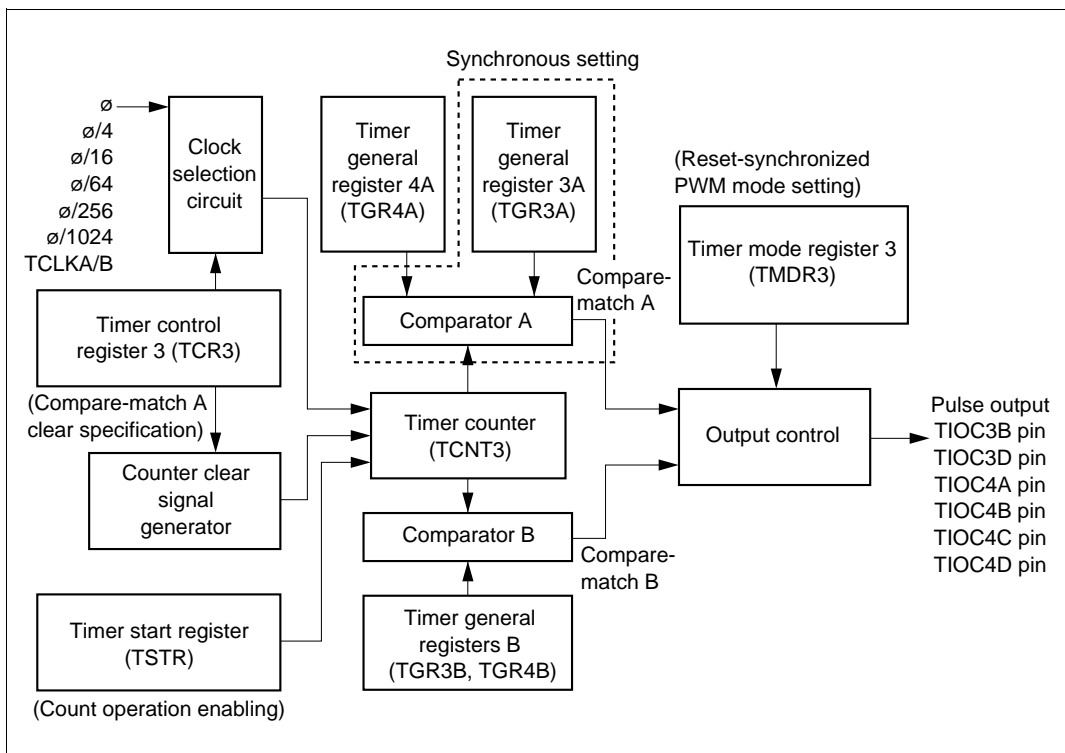 Synchronous setting
ø
ø/4
ø/16
ø/64
ø/256
ø/1024
TCLKA/B
Clock
selection
circuit
Timer
general
register 4A
(TGR4A)
Timer
general
register 3A
(TGR3A)
(Reset-synchronized
PWM mode setting)
Timer mode register 3
(TMDR3)
Compare-
match A
Comparator A
Timer control
register 3 (TCR3)
(Compare-match A
clear specification)
Counter clear
signal
generator
Timer counter
(TCNT3)
Output control
Pulse output
TIOC3B pin
TIOC3D pin
TIOC4A pin
TIOC4B pin
TIOC4C pin
TIOC4D pin
Comparator B
Compare-
match B
Timer start register
(TSTR)
(Count operation enabling)
Timer general
registers B
(TGR3B, TGR4B)